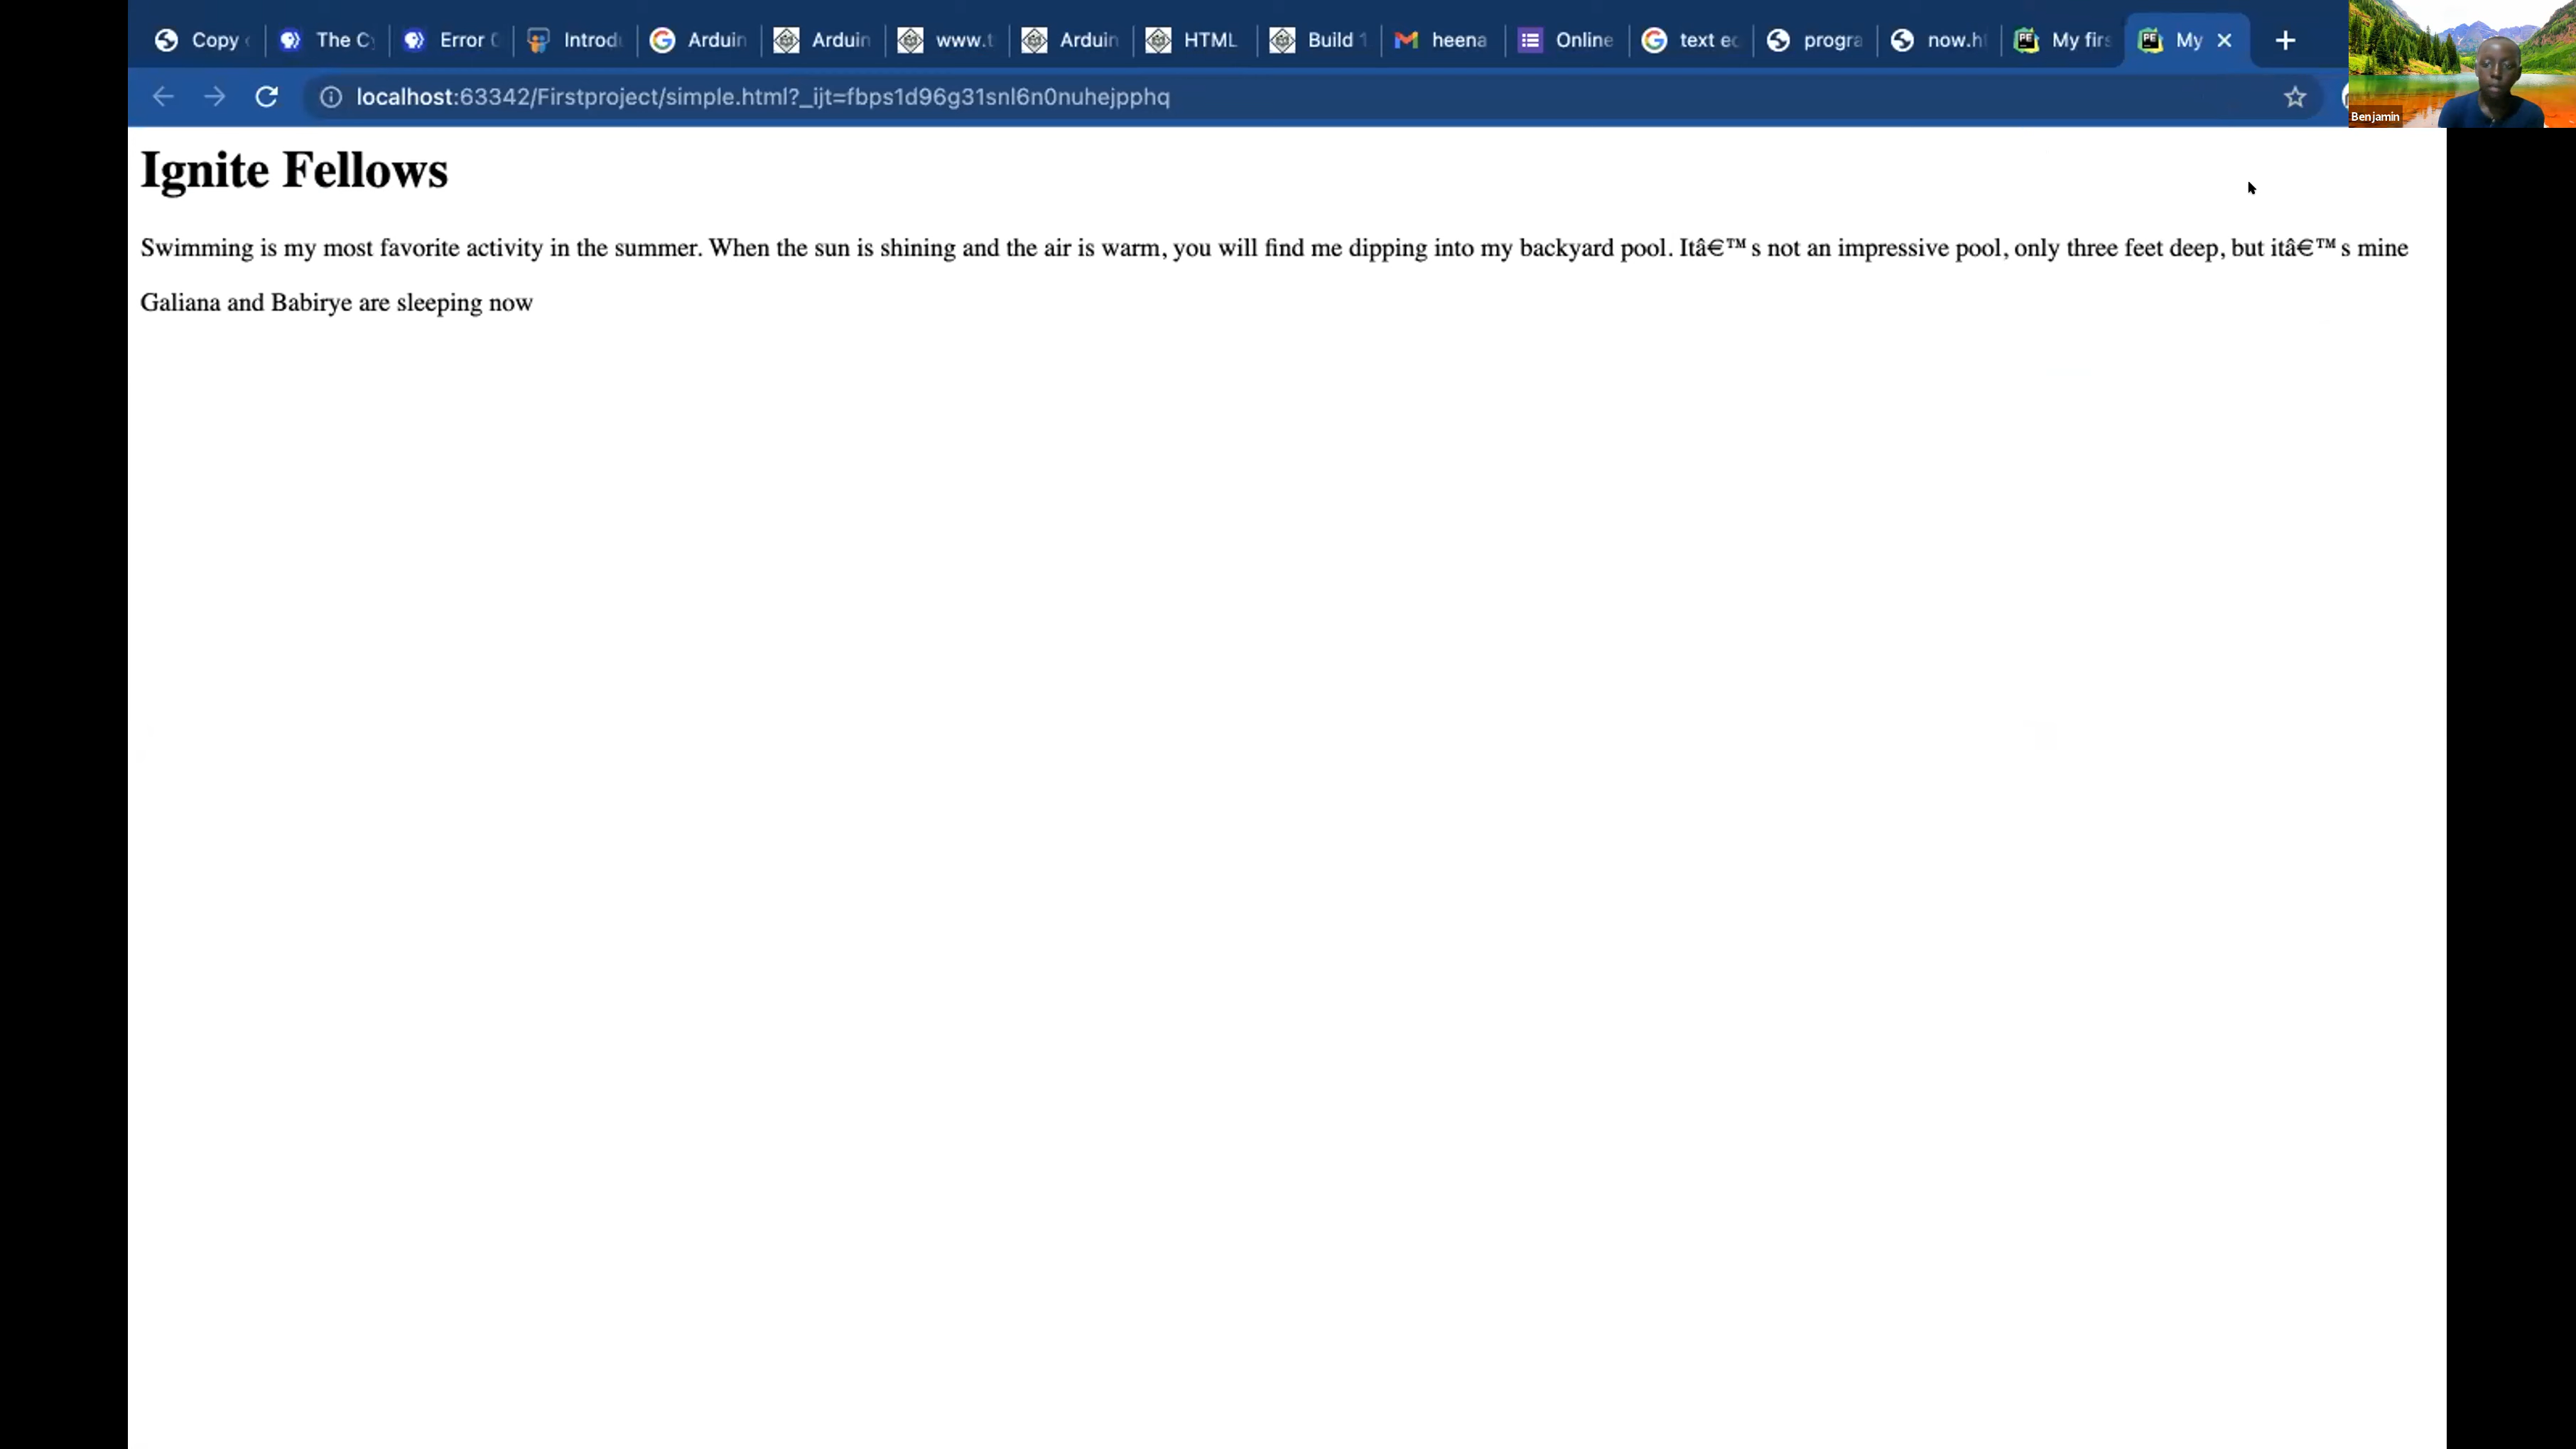 Copy The C Error Introd Arduin Arduin www.t Arduin HTML Build 1 heena Online text ec progra now.h My firs My
localhost:63342/Firstproject/simple.html?_ijt=fbps1d96g31snl6n0nuhejpphq
Benjamin
Ignite Fellows
Swimming is my most favorite activity in the summer. When the sun is shining and the air is warm, you will find me dipping into my backyard pool. Itâ€™s not an impressive pool, only three feet deep, but itâ€™s mine
Galiana and Babirye are sleeping now